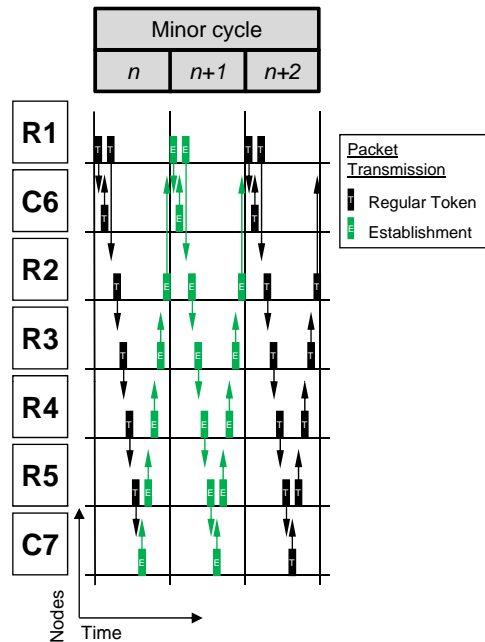 Minor cycle
n n+1 n+2
R1 T T E E T T
C6 T E T
R2 T E E E T T
R3 T E E E T T
R4 T E E E T T
R5 T E E E T T
C7 E E T
Nodes
Time
Packet
Transmission
T Regular Token
E Establishment